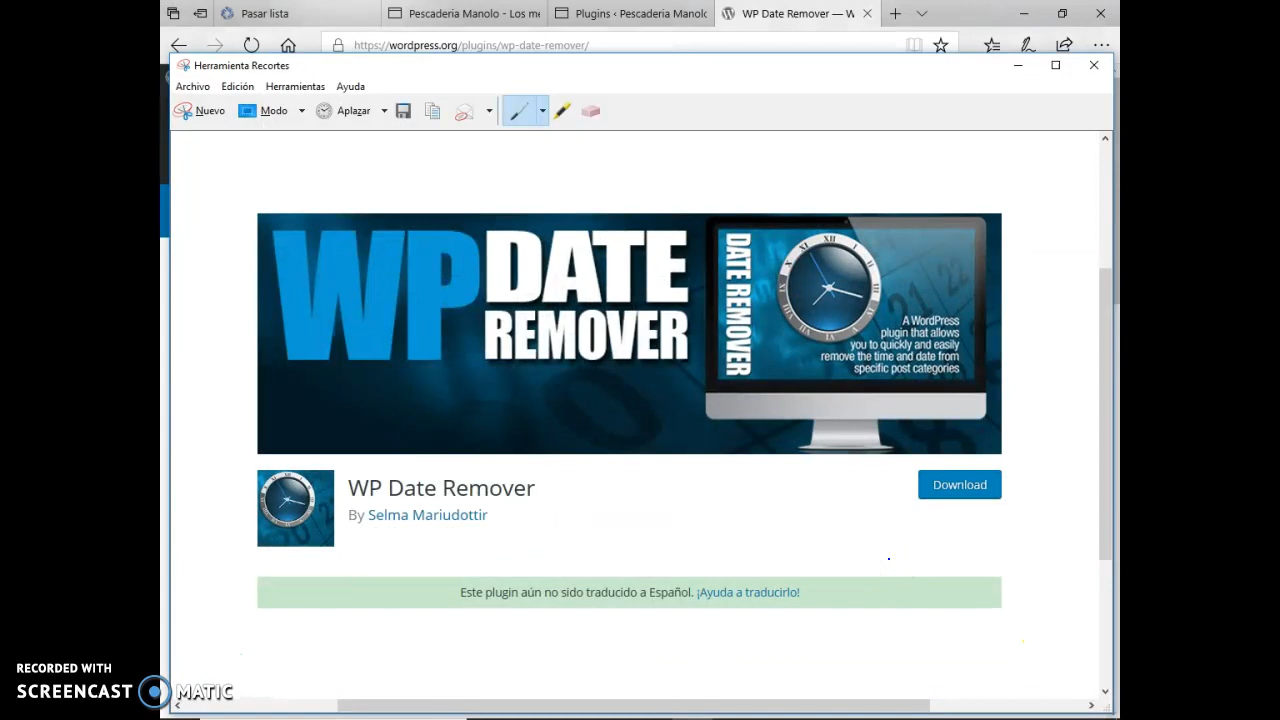 Pasar lista
Pescaderia Manolo - Los me
Plugins ‹ Pescaderia Manolo
WP Date Remover — W
https://wordpress.org/plugins/wp-date-remover/
Herramienta Recortes
Archivo Edición Herramientas Ayuda
Nuevo Modo Aplazar
WP DATE
REMOVER
DATE REMOVER
XII
A WordPress
plugin that allows
you to quickly and easily
remove the time and date from
specific post categories
WP Date Remover
Download
By Selma Mariudottir
Este plugin aún no sido traducido a Español. ¡Ayuda a traducirlo!
RECORDED WITH
SCREENCAST MATIC